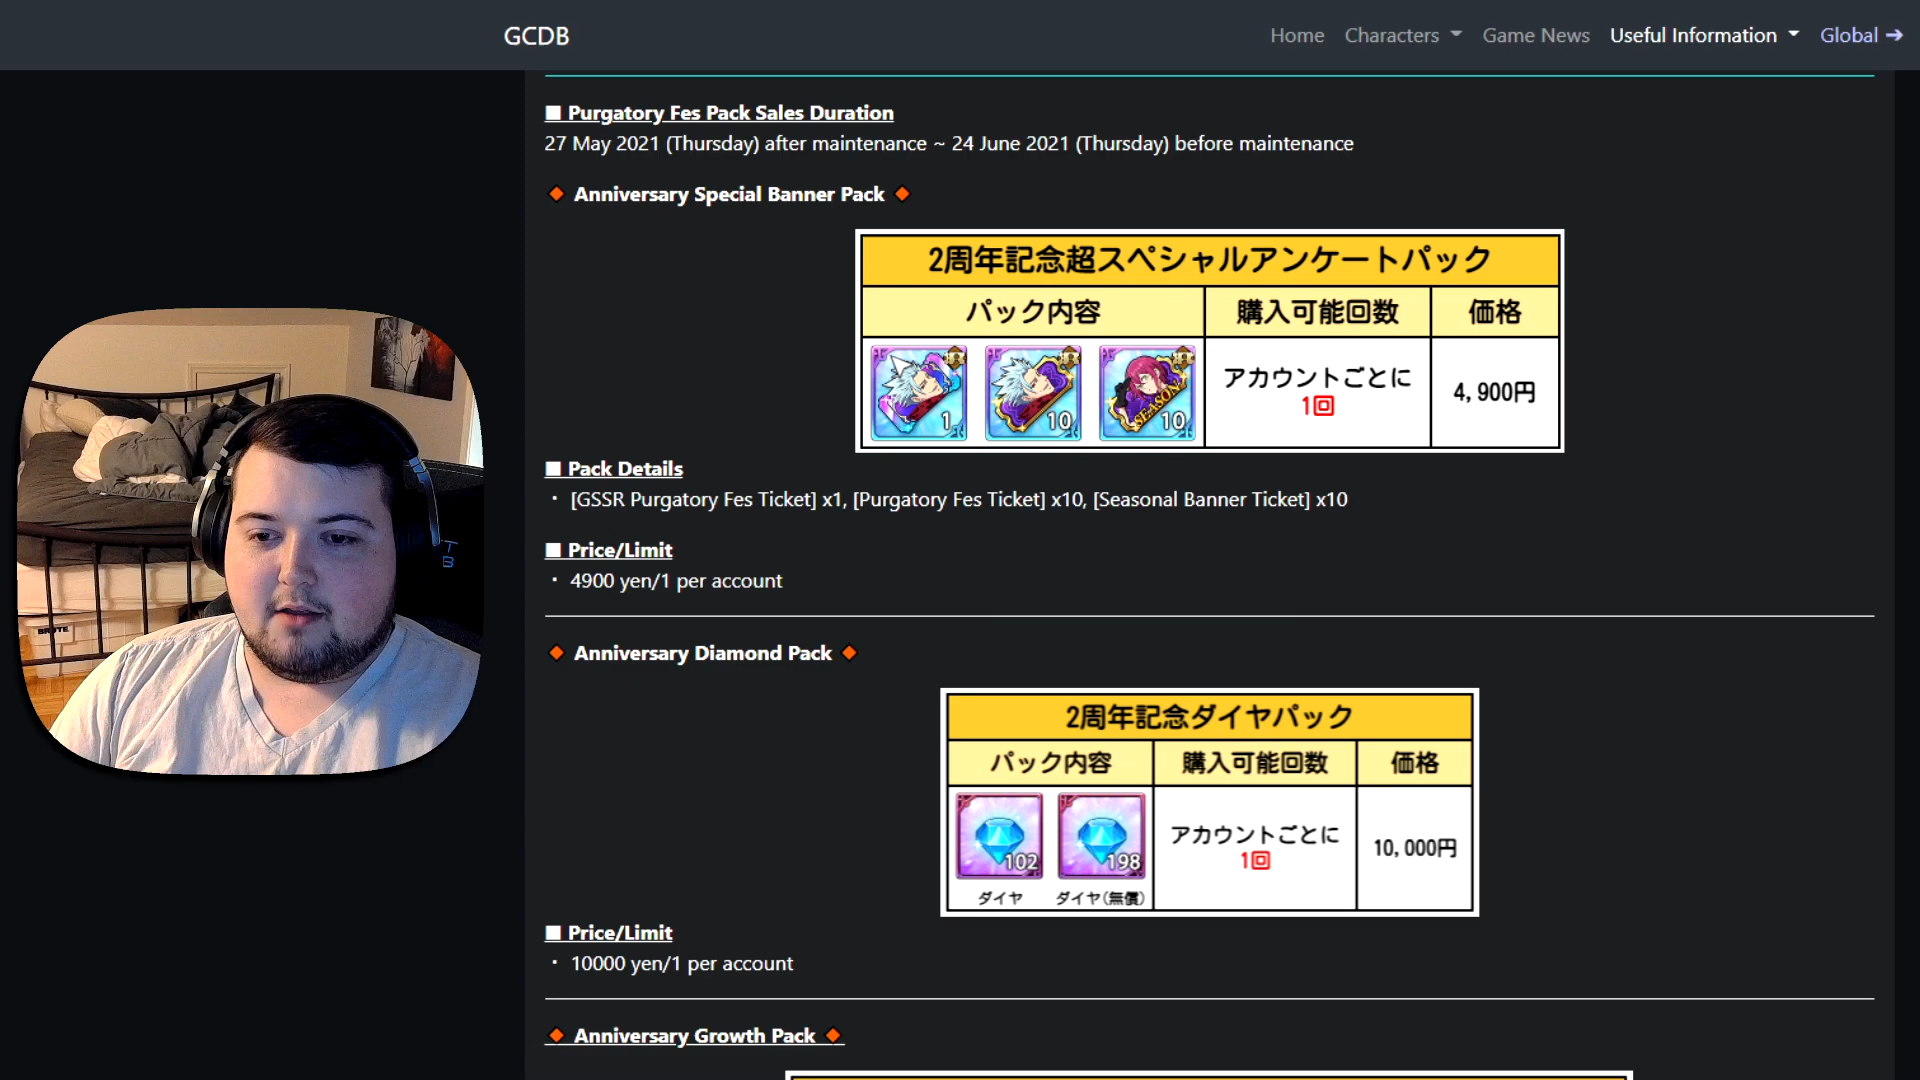 GCDB
Home Characters Game News Useful Information Global ➔
■ Purgatory Fes Pack Sales Duration
27 May 2021 (Thursday) after maintenance ~ 24 June 2021 (Thursday) before maintenance
🔸 Anniversary Special Banner Pack 🔸
2周年記念超スペシャルアンケートパック
パック内容 購入可能回数 価格
1 10 SEASON 10
アカウントごとに
1回
4,900円
■ Pack Details
・ [GSSR Purgatory Fes Ticket] x1, [Purgatory Fes Ticket] x10, [Seasonal Banner Ticket] x10
■ Price/Limit
・ 4900 yen/1 per account
🔸 Anniversary Diamond Pack 🔸
2周年記念ダイヤパック
パック内容 購入可能回数 価格
102 198
ダイヤ ダイヤ(無償)
アカウントごとに
1回
10,000円
■ Price/Limit
・ 10000 yen/1 per account
🔸 Anniversary Growth Pack 🔸